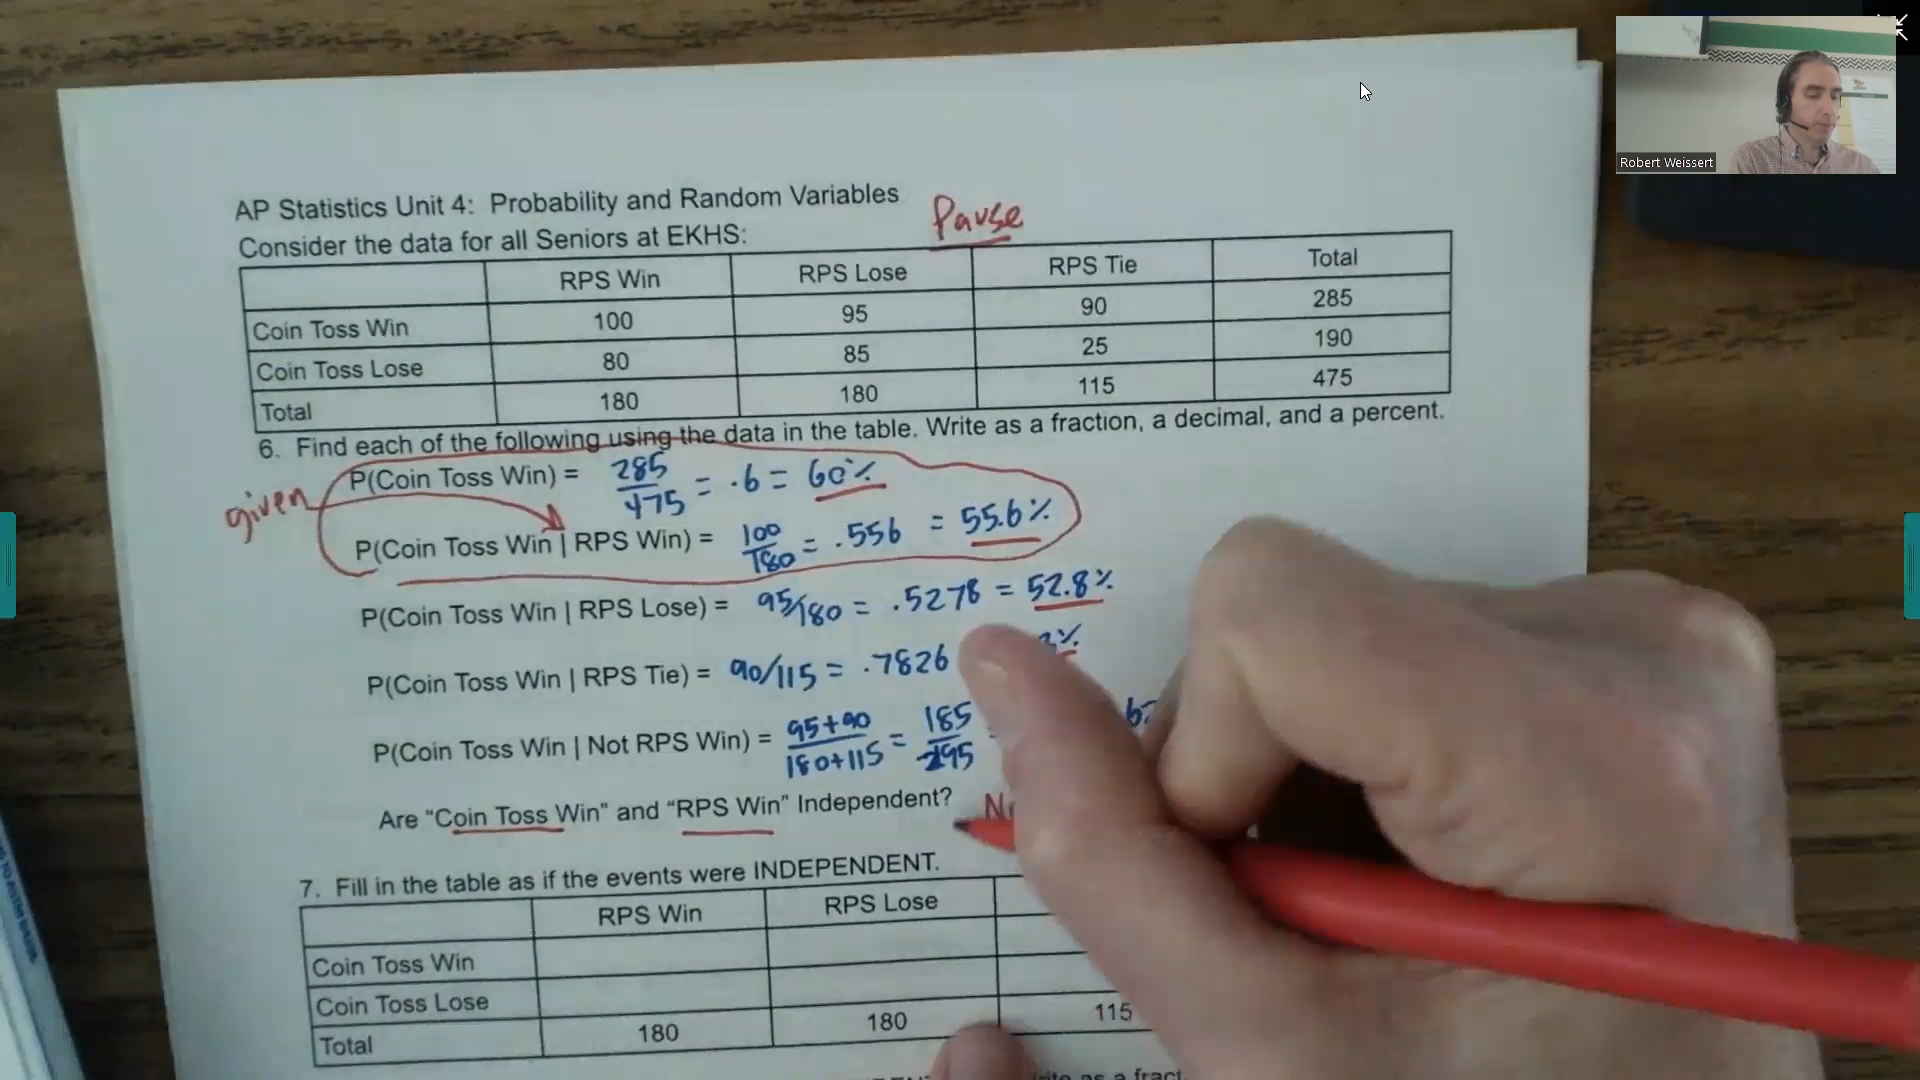 Robert Weissert
AP Statistics Unit 4: Probability and Random Variables
Pause
Consider the data for all Seniors at EKHS:
RPS Win RPS Lose RPS Tie Total
Coin Toss Win 100 95 90 285
Coin Toss Lose 80 85 25 190
Total 180 180 115 475
6. Find each of the following using the data in the table. Write as a fraction, a decimal, and a percent.
P(Coin Toss Win) = 285/475 = .6 = 60%
given
P(Coin Toss Win | RPS Win) = 100/180 = .556 = 55.6%
P(Coin Toss Win | RPS Lose) = 95/180 = .5278 = 52.8%
P(Coin Toss Win | RPS Tie) = 90/115 = .7826 %
P(Coin Toss Win | Not RPS Win) = 95+90/180+115 = 185/295
Are “Coin Toss Win” and “RPS Win” Independent?
7. Fill in the table as if the events were INDEPENDENT.
RPS Win RPS Lose
Coin Toss Win
Coin Toss Lose
Total 180 180 115